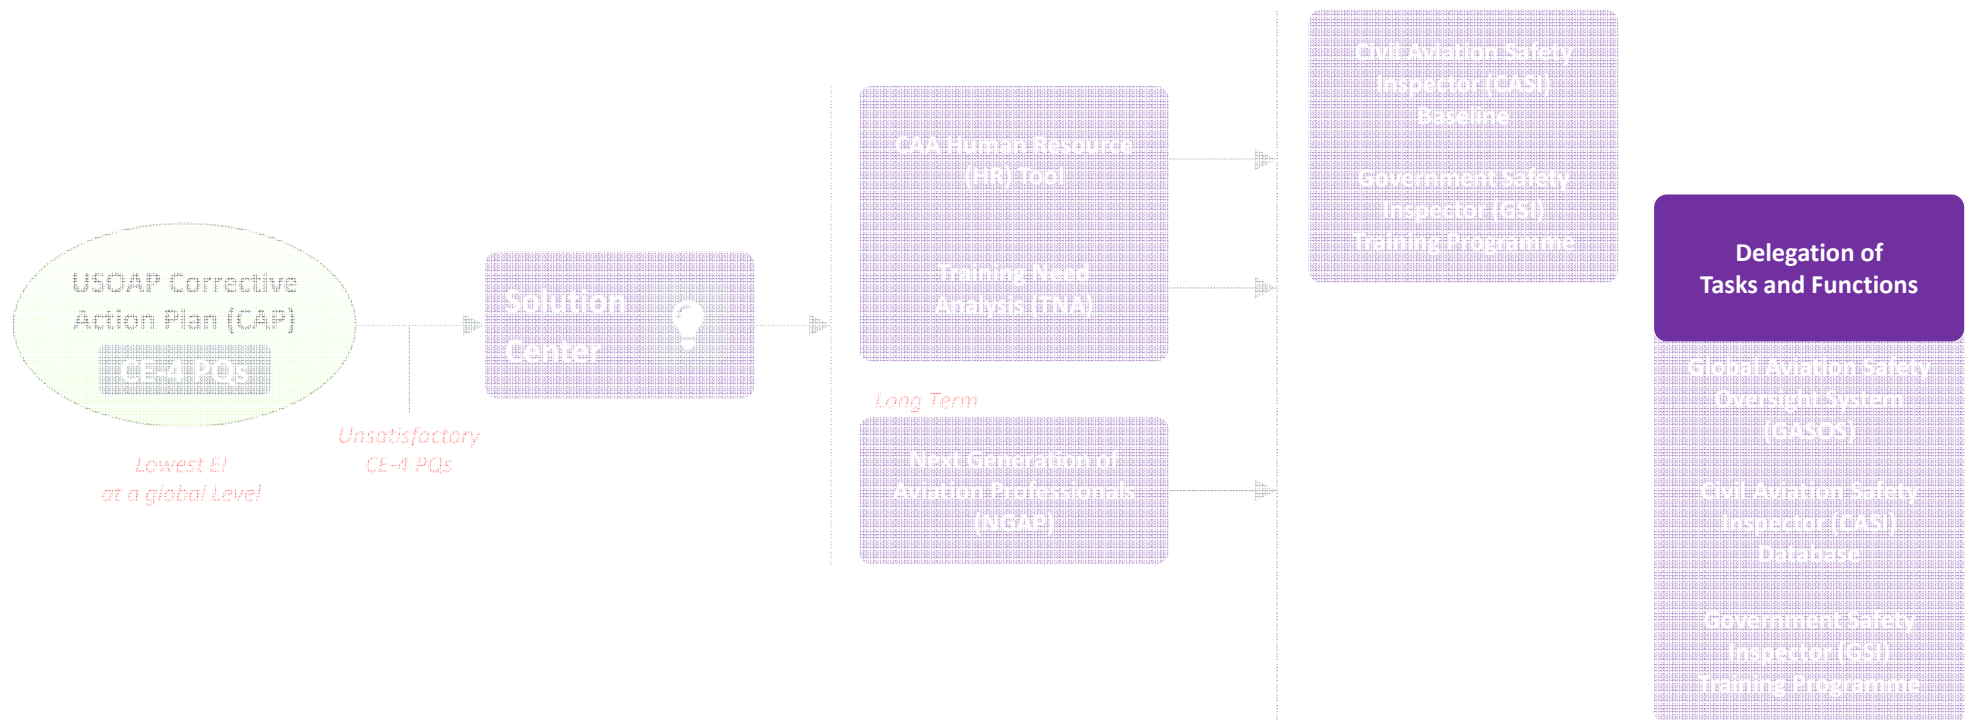 USOAP Corrective
Action Plan (CAP)
CE-4 PQs
Lowest EI
at a global Level
Unsatisfactory
CE-4 PQs
Solution
Center
CAA Human Resource
(HR) Tool
Training Need
Analysis (TNA)
Long Term
Next Generation of
Aviation Professionals
(NGAP)
Civil Aviation Safety
Inspector (CASI)
Baseline
Government Safety
Inspector (GSI)
Training Programme
Delegation of
Tasks and Functions
Global Aviation Safety
Oversight System
(GASOS)
Civil Aviation Safety
Inspector (CASI)
Database
Government Safety
Inspector (GSI)
Training Programme